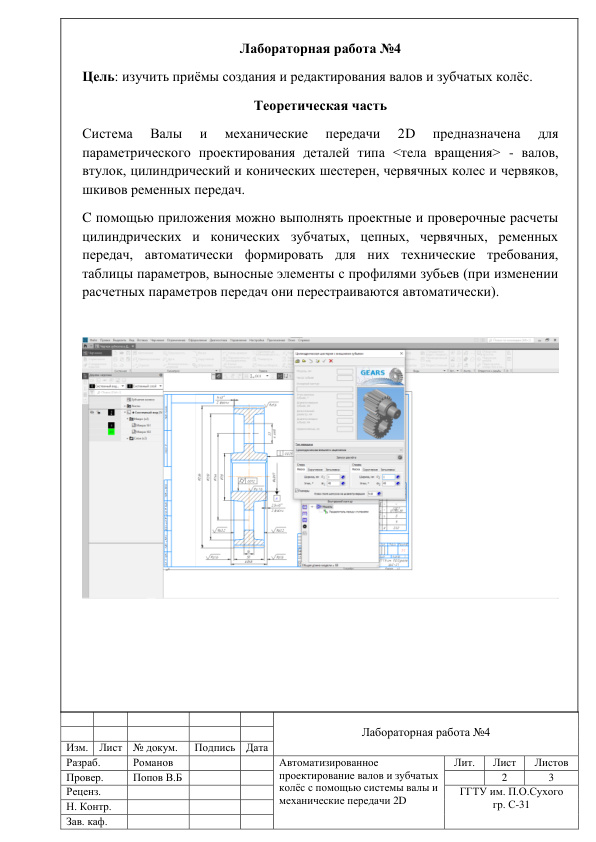 Лабораторная работа №4
Цель: изучить приёмы создания и редактирования валов и зубчатых колёс.
Теоретическая часть
Система Валы и механические передачи 2D предназначена для
параметрического проектирования деталей типа <тела вращения> - валов,
втулок, цилиндрический и конических шестерен, червячных колес и червяков,
шкивов ременных передач.
С помощью приложения можно выполнять проектные и проверочные расчеты
цилиндрических и конических зубчатых, цепных, червячных, ременных
передач, автоматически формировать для них технические требования,
таблицы параметров, выносные элементы с профилями зубьев (при изменении
расчетных параметров передач они перестраиваются автоматически).
GEARS
Лабораторная работа №4
Изм. Лист № докум. Подпись Дата
Разраб. Романов
Провер. Попов В.Б
Реценз.
Н. Контр.
Зав. каф.
Автоматизированное
проектирование валов и зубчатых
колёс с помощью системы валы и
механические передачи 2D
Лит. Лист Листов
2 3
ГГТУ им. П.О.Сухого
гр. С-31